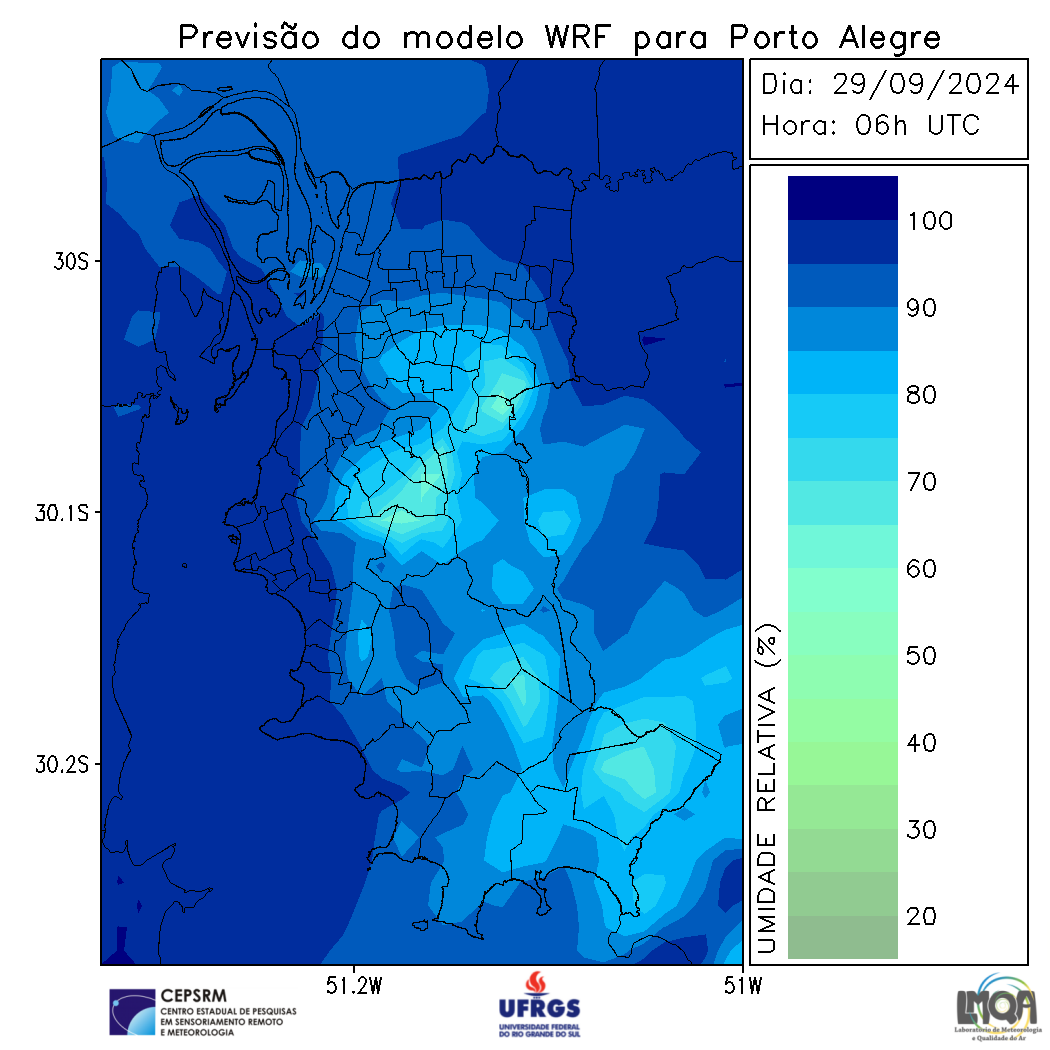 Previsão do modelo WRF para Porto Alegre
Dia: 29/09/2024
Hora: 06h UTC
30S
30.1S
30.2S
51.2W
51W
UMIDADE RELATIVA (%)
100
90
80
70
60
50
40
30
20
CEPSRM
CENTRO ESTADUAL DE PESQUISAS
EM SENSORIAMENTO REMOTO
E METEOROLOGIA
UFRGS
UNIVERSIDADE FEDERAL
DO RIO GRANDE DO SUL
LMQA
Laboratório de Meteorologia
e Qualidade do Ar